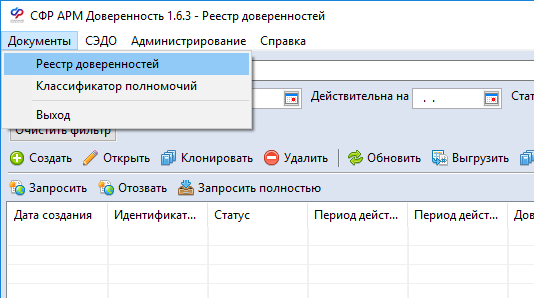 СФР АРМ Доверенность 1.6.3 - Реестр доверенностей
Документы СЭДО Администрирование Справка
Реестр доверенностей
Классификатор полномочий
Действительна на . . Стат
Выход
Очистить фильтр
Создать Открыть Клонировать Удалить Обновить Выгрузить
Запросить Отозвать Запросить полностью
Дата создания Идентификат... Статус Период дейст... Период дейст... Дов